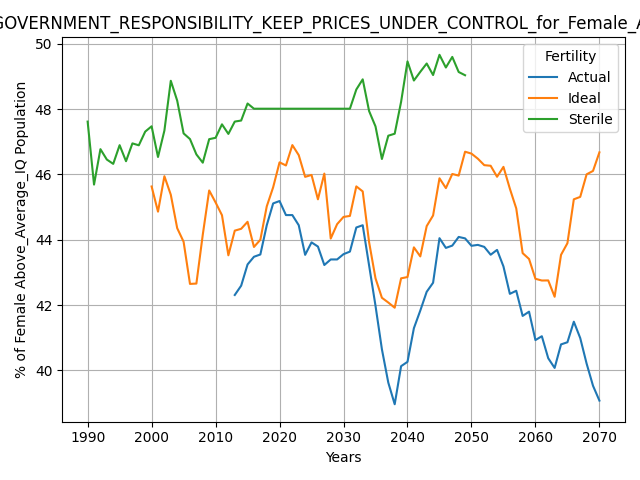 GOVERNMENT_RESPONSIBILITY_KEEP_PRICES_UNDER_CONTROL_for_Female_A
50
48
46
44
42
40
% of Female Above_Average_IQ Population
Fertility
Actual
Ideal
Sterile
1990 2000 2010 2020 2030 2040 2050 2060 2070
Years